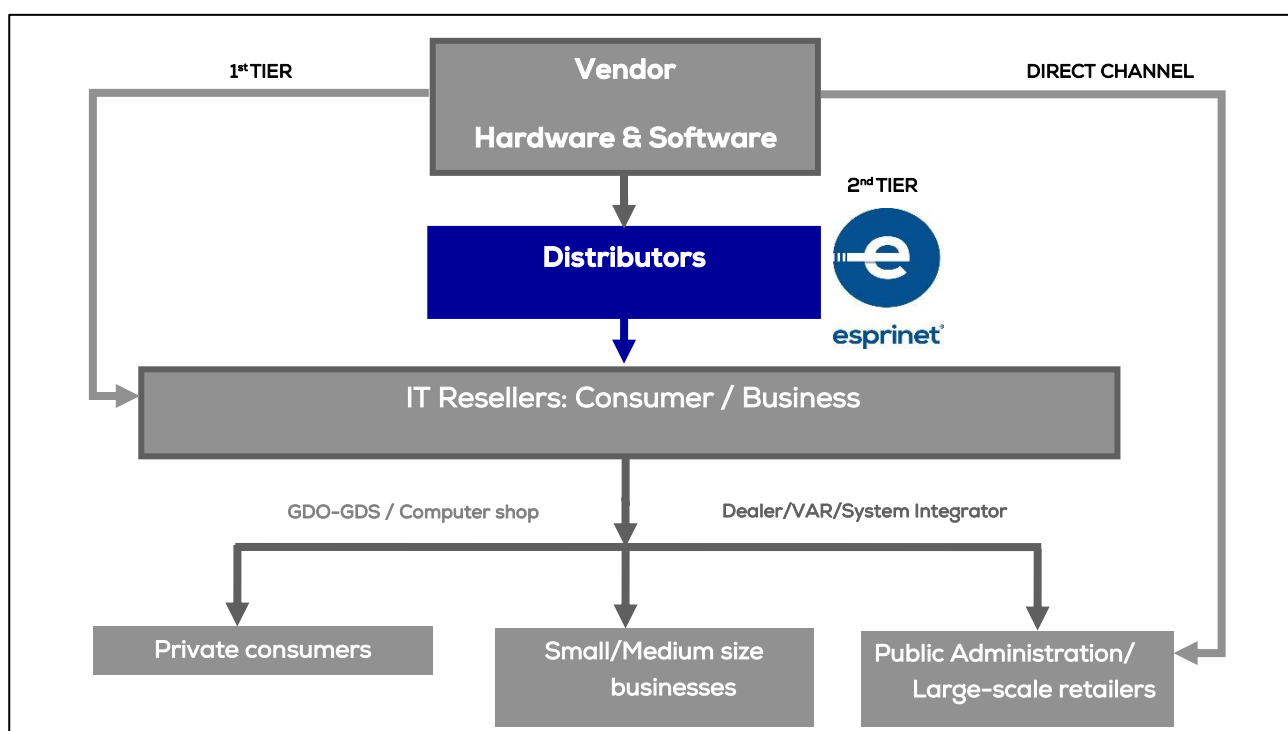 1st TIER
Vendor
DIRECT CHANNEL
Hardware & Software
2nd TIER
Distributors
e
esprinet®
IT Resellers: Consumer / Business
GDO-GDS / Computer shop
Dealer/VAR/System Integrator
Private consumers
Small/Medium size
businesses
Public Administration/
Large-scale retailers